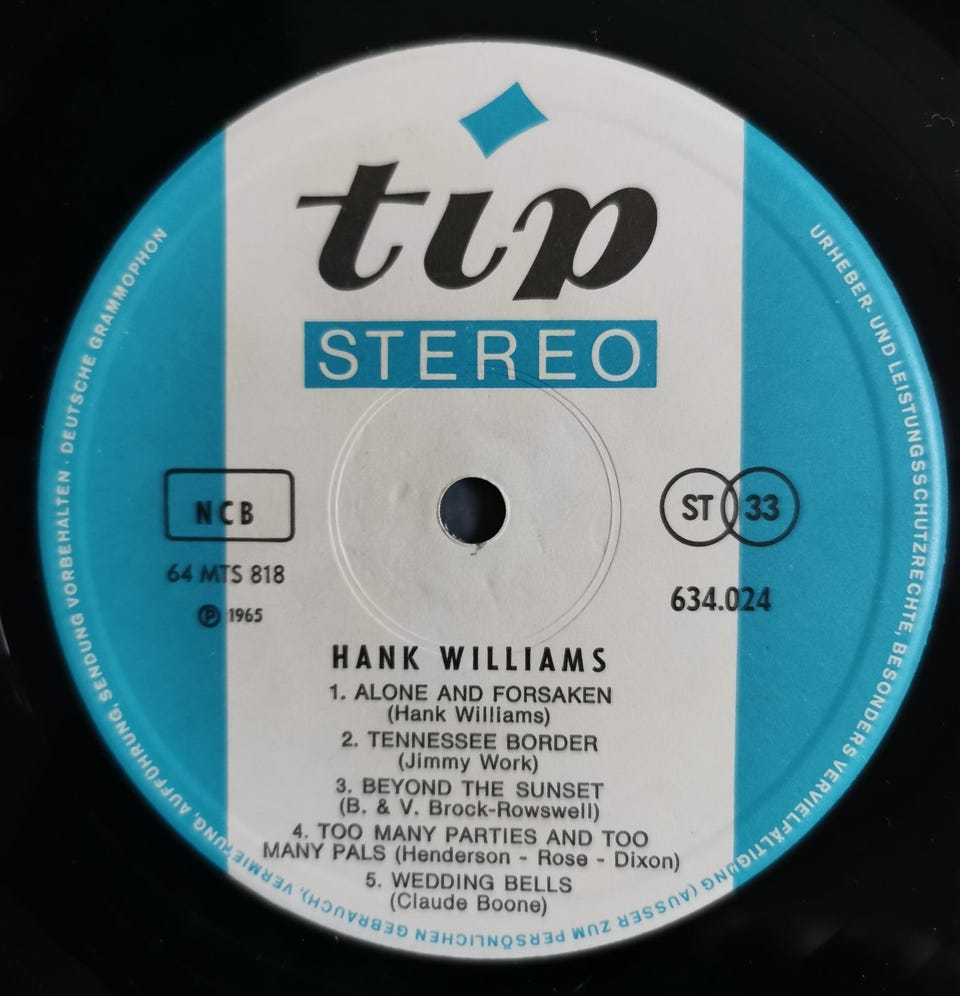 tip
STEREO
NCB
ST 33
64 MTS 818
℗ 1965
634.024
HANK WILLIAMS
1. ALONE AND FORSAKEN
(Hank Williams)
2. TENNESSEE BORDER
(Jimmy Work)
3. BEYOND THE SUNSET
(B. & V. Brock-Rowswell)
4. TOO MANY PARTIES AND TOO
MANY PALS (Henderson - Rose - Dixon)
5. WEDDING BELLS
(Claude Boone)
URHEBER- UND LEISTUNGSSCHUTZRECHTE, BESONDERS VERVIELFÄLTIGUNG (AUSSER ZUM PERSÖNLICHEN GEBRAUCH), VERMIETUNG, AUFFÜHRUNG, SENDUNG VORBEHALTEN · DEUTSCHE GRAMMOPHON